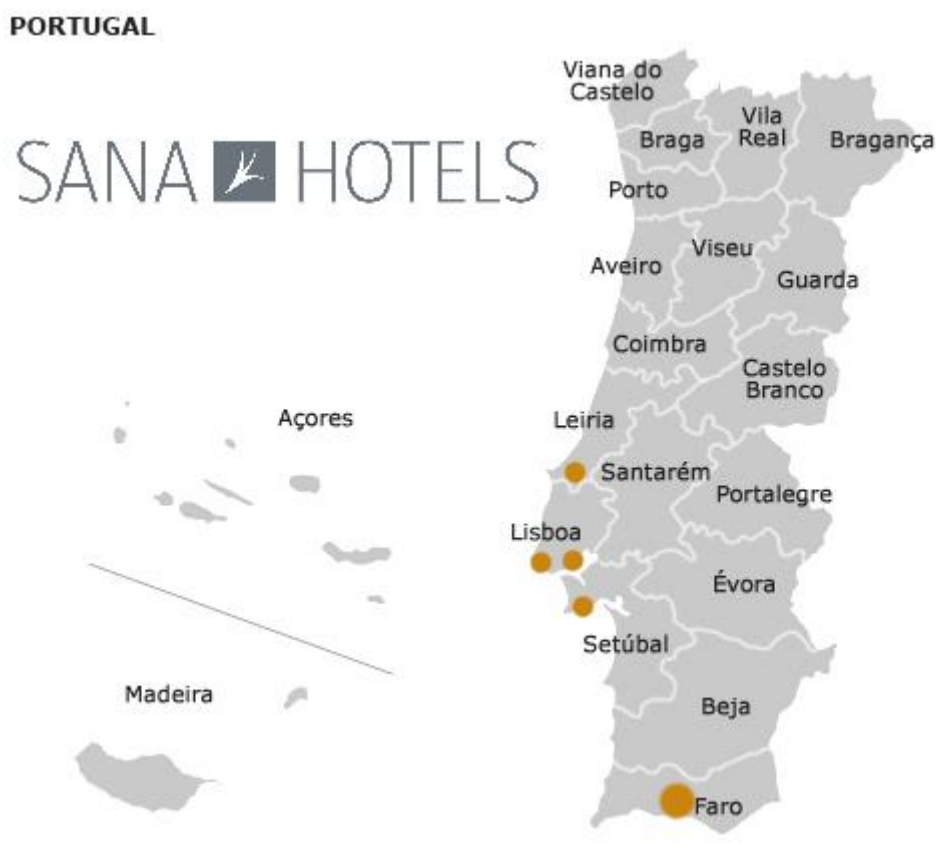 PORTUGAL
SANA HOTELS
Viana do
Castelo
Braga
Vila
Real
Bragança
Porto
Aveiro
Viseu
Guarda
Coimbra
Castelo
Branco
Açores
Leiria
Santarém
Portalegre
Lisboa
Évora
Setúbal
Madeira
Beja
Faro